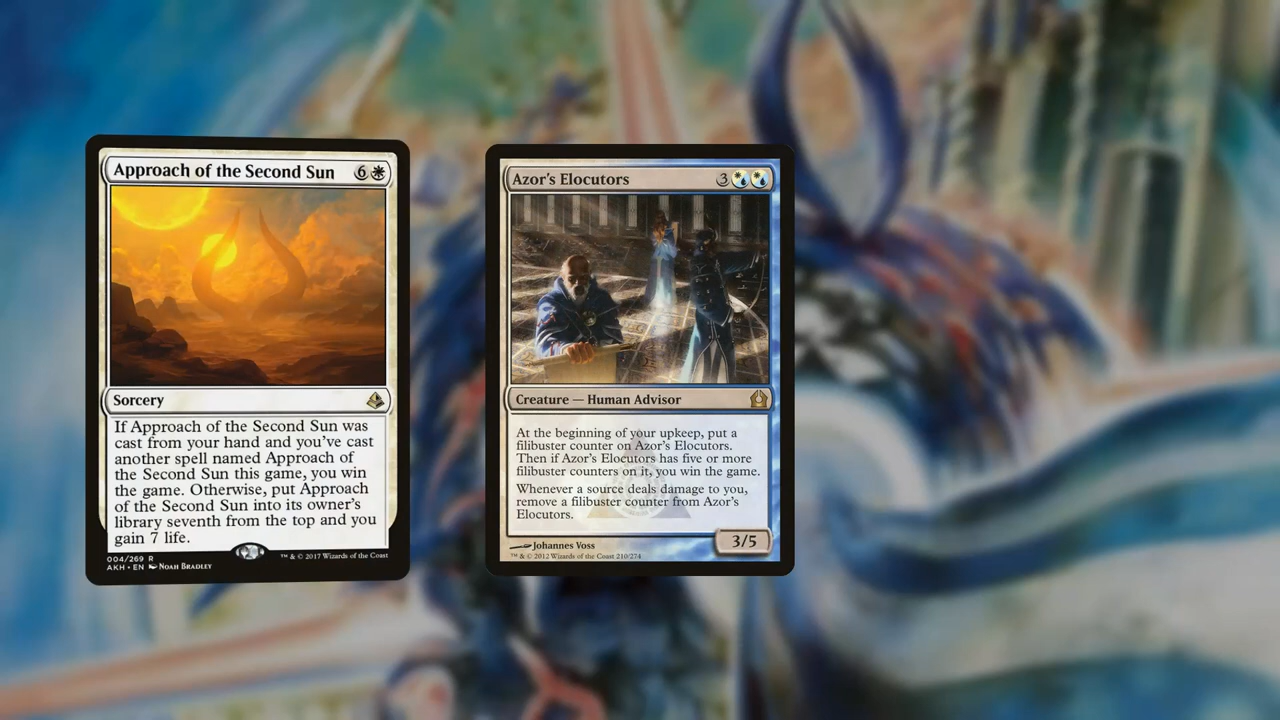 Approach of the Second Sun 6
Sorcery
If Approach of the Second Sun was
cast from your hand and you've cast
another spell named Approach of
the Second Sun this game, you win
the game. Otherwise, put Approach
of the Second Sun into its owner's
library seventh from the top and you
gain 7 life.
004/269 R
AKH • EN Noah Bradley
™ & © 2017 Wizards of the Coast
Azor's Elocutors 3
Creature — Human Advisor
At the beginning of your upkeep, put a
filibuster counter on Azor's Elocutors.
Then if Azor's Elocutors has five or more
filibuster counters on it, you win the game.
Whenever a source deals damage to you,
remove a filibuster counter from Azor's
Elocutors.
3/5
Johannes Voss
™ & © 2012 Wizards of the Coast 210/274